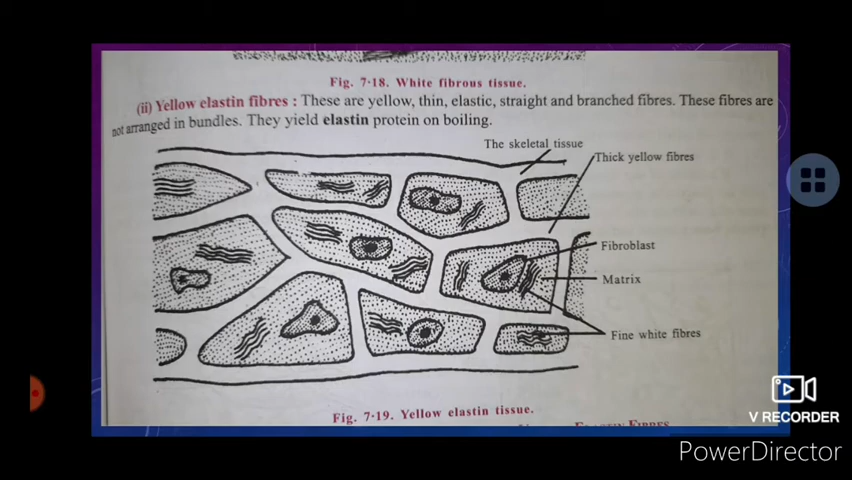 Fig. 7·18. White fibrous tissue.
(ii) Yellow elastin fibres : These are yellow, thin, elastic, straight and branched fibres. These fibres are
not arranged in bundles. They yield elastin protein on boiling.
The skeletal tissue
Thick yellow fibres
Fibroblast
Matrix
Fine white fibres
Fig. 7·19. Yellow elastin tissue.
V RECORDER
PowerDirector